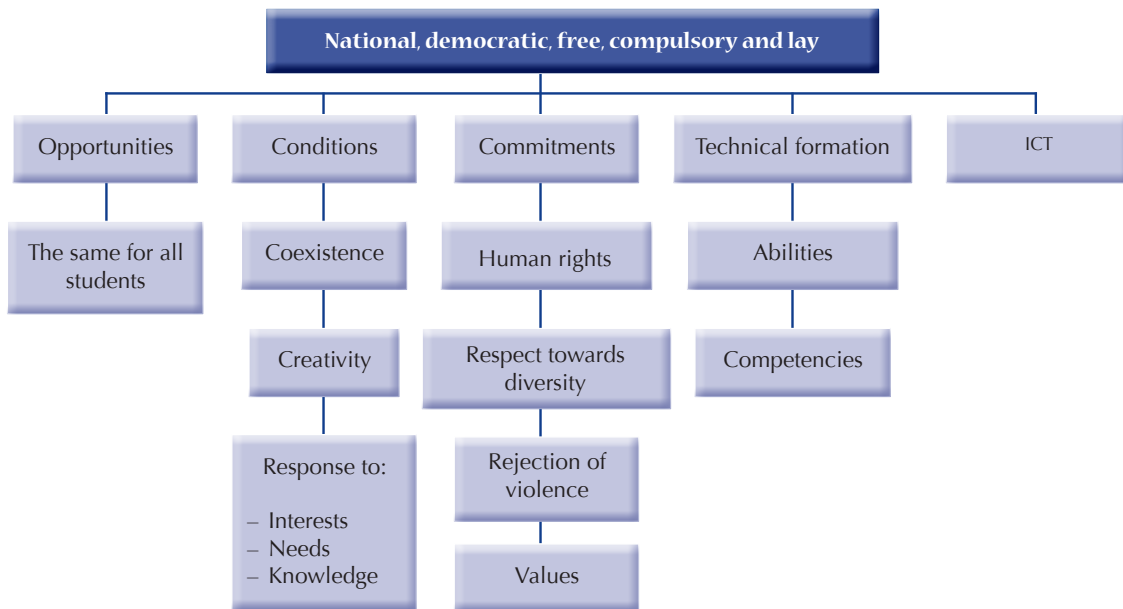 National, democratic, free, compulsory and lay
Opportunities
Conditions
Commitments
Technical formation
ICT
The same for all
students
Coexistence
Human rights
Abilities
Creativity
Respect towards
diversity
Competencies
Response to:
– Interests
– Needs
– Knowledge
Rejection of
violence
Values